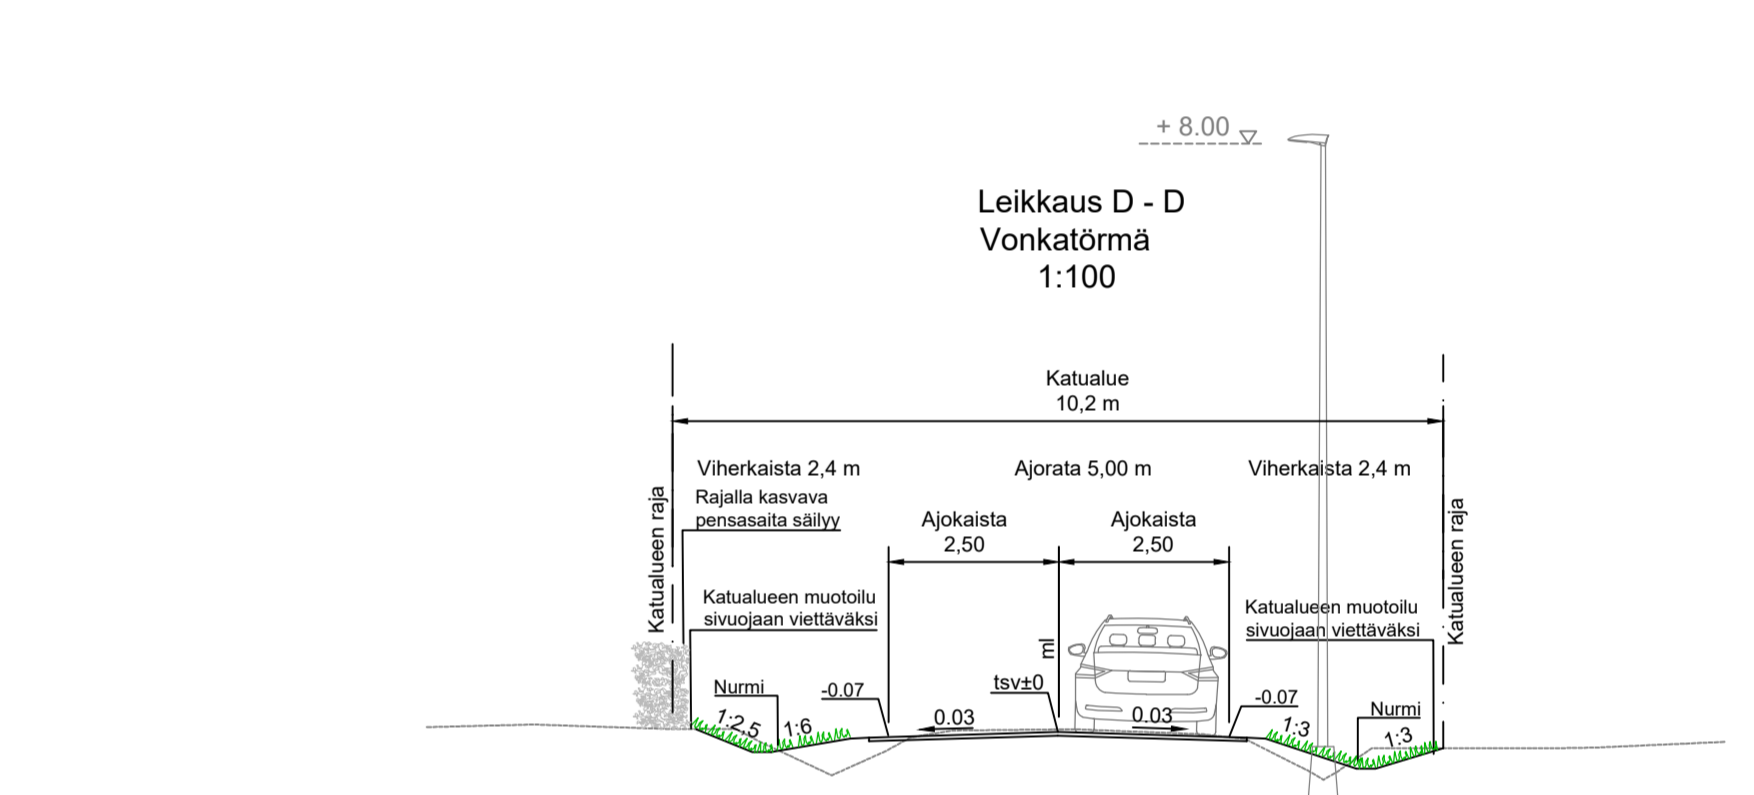 + 8.00
Leikkaus D - D
Vonkatörmä
1:100
Katualue
10,2 m
Viherkaista 2,4 m
Ajorata 5,00 m
Viherkaista 2,4 m
Rajalla kasvava
pensasaita säilyy
Katualueen raja
Ajokaista
2,50
Ajokaista
2,50
Katualueen raja
Katualueen muotoilu
sivuojaan viettäväksi
Katualueen muotoilu
sivuojaan viettäväksi
ml
Nurmi
-0.07
tsv±0
-0.07
Nurmi
1:2,5
1:6
0.03
0.03
1:3
1:3